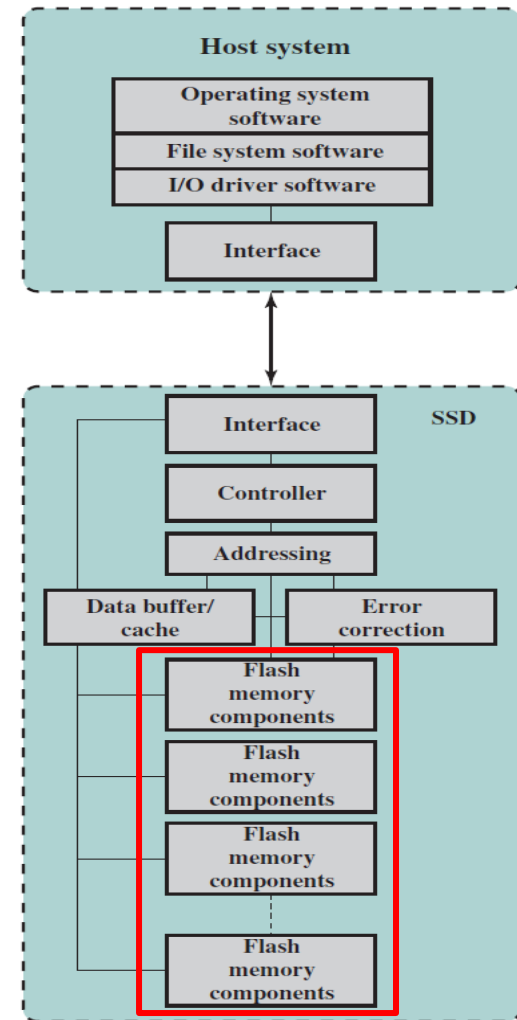 Host system
Operating system
software
File system software
I/O driver software
Interface
Interface
SSD
Controller
Addressing
Data buffer/
cache
Error
correction
Flash
memory
components
Flash
memory
components
Flash
memory
components
Flash
memory
components